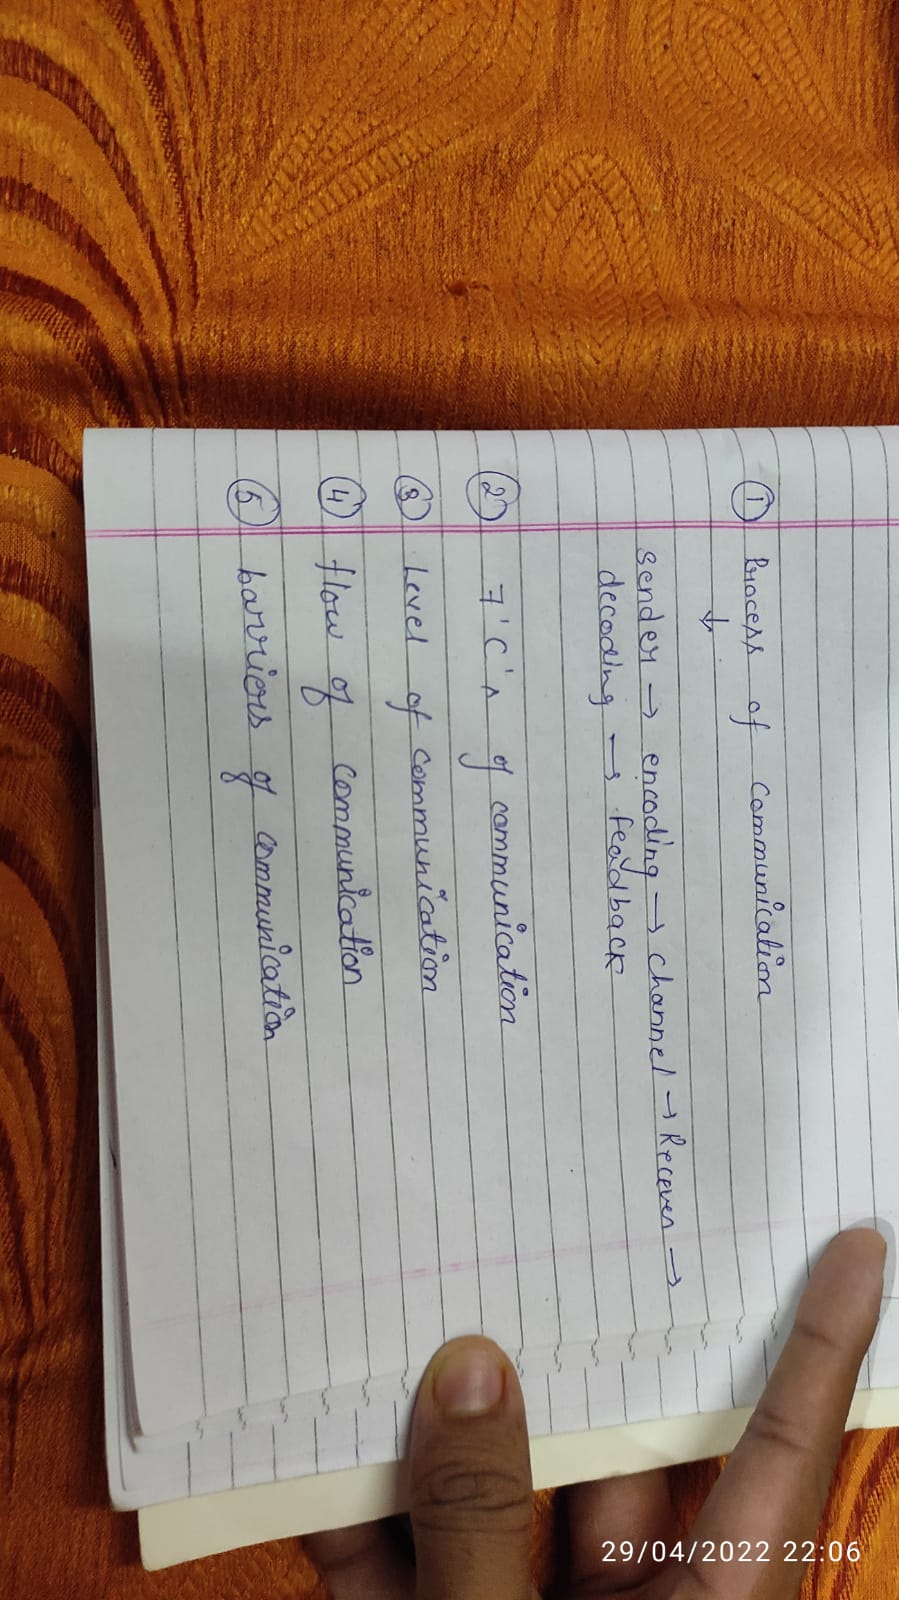 ① Process of Communication
↓
Sender → encoding → channel → Recever →
decoding → feedback
② 7'C's of communication
③ Level of communication
④ flow of communication
⑤ barriers of communication
29/04/2022 22:06